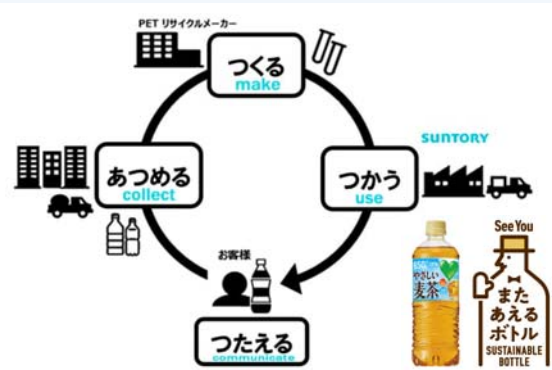 PET リサイクルメーカー
つくる
make
あつめる
collect
SUNTORY
つかう
use
お客様
つたえる
communicate
やさしい
麦茶
See You
また
あえる
ボトル
SUSTAINABLE
BOTTLE